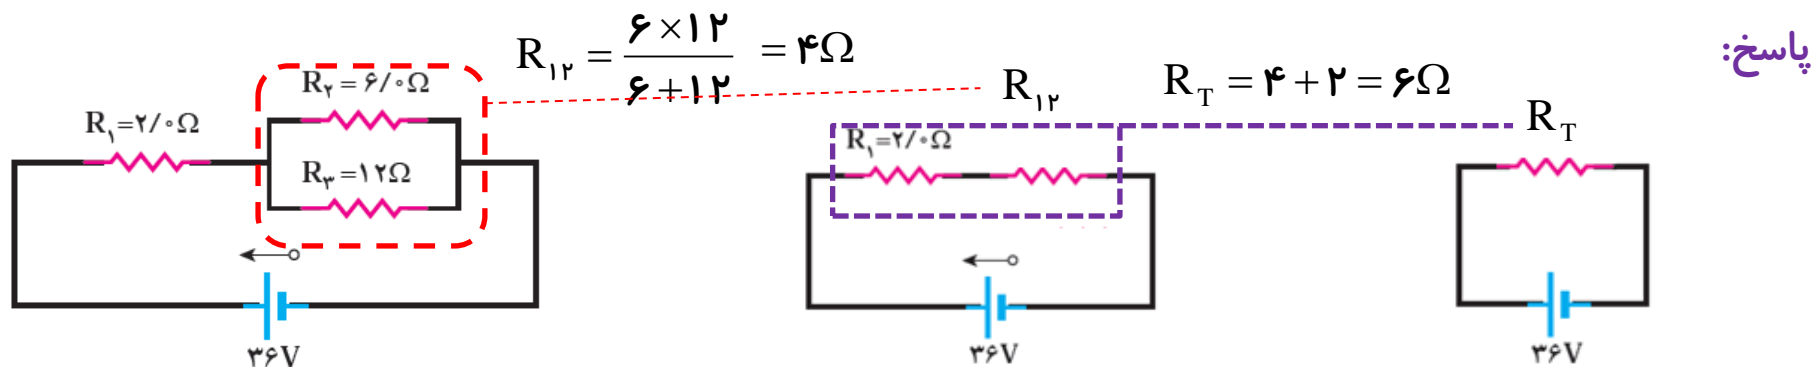 پاسخ:
R₁₂ = (۶ × ۱۲) / (۶ + ۱۲) = ۴Ω
R₁₂
R_T = ۴ + ۲ = ۶Ω
R_T
R₁=۲/۰Ω
R₂=۶/۰Ω
R₃=۱۲Ω
۳۶V
R₁=۲/۰Ω
۳۶V
۳۶V